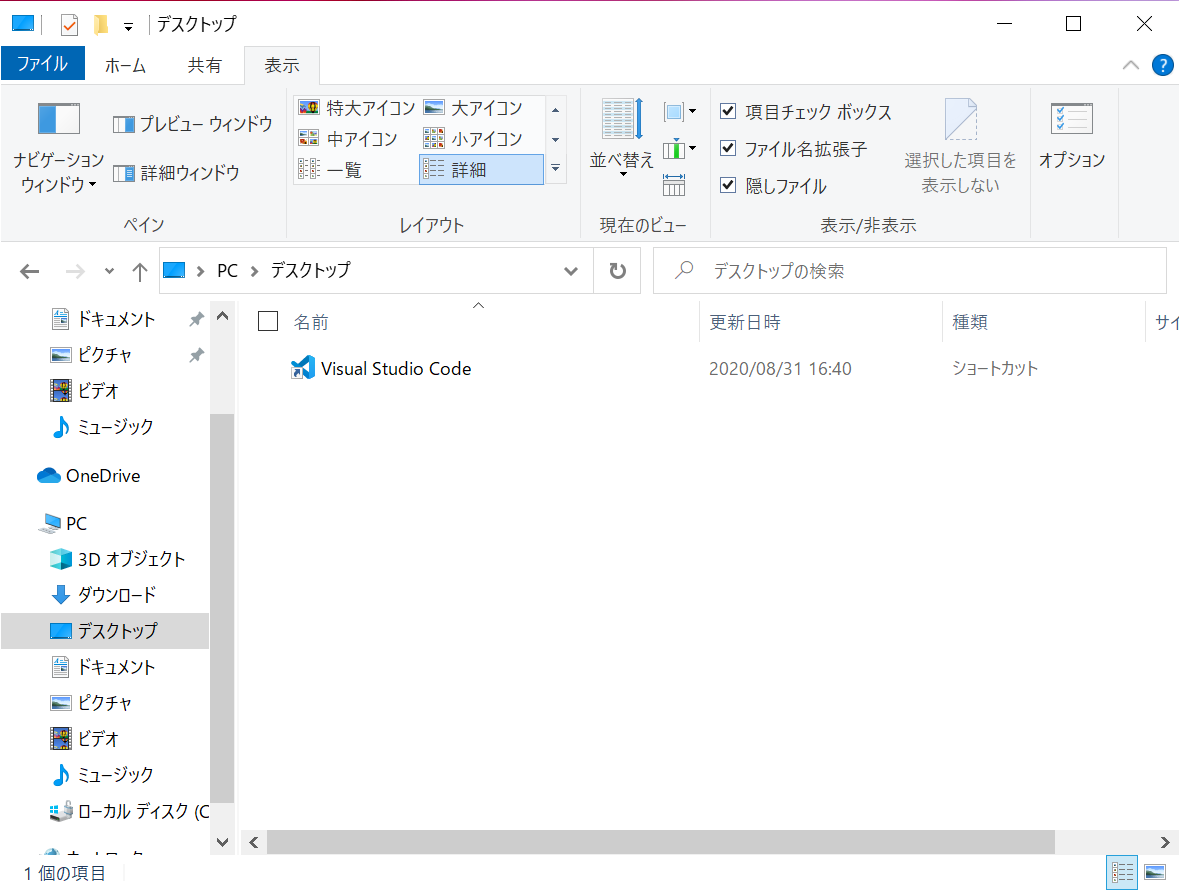 デスクトップ
ファイル ホーム 共有 表示
ナビゲーション
ウィンドウ
プレビュー ウィンドウ
詳細ウィンドウ
ペイン
特大アイコン 大アイコン
中アイコン 小アイコン
一覧 詳細
レイアウト
並べ替え
現在のビュー
項目チェック ボックス
ファイル名拡張子
隠しファイル
選択した項目を
表示しない
表示/非表示
オプション
PC デスクトップ
デスクトップの検索
ドキュメント
ピクチャ
ビデオ
ミュージック
OneDrive
PC
3D オブジェクト
ダウンロード
デスクトップ
ドキュメント
ピクチャ
ビデオ
ミュージック
ローカル ディスク (C
名前 更新日時 種類 サイ
Visual Studio Code 2020/08/31 16:40 ショートカット
1 個の項目